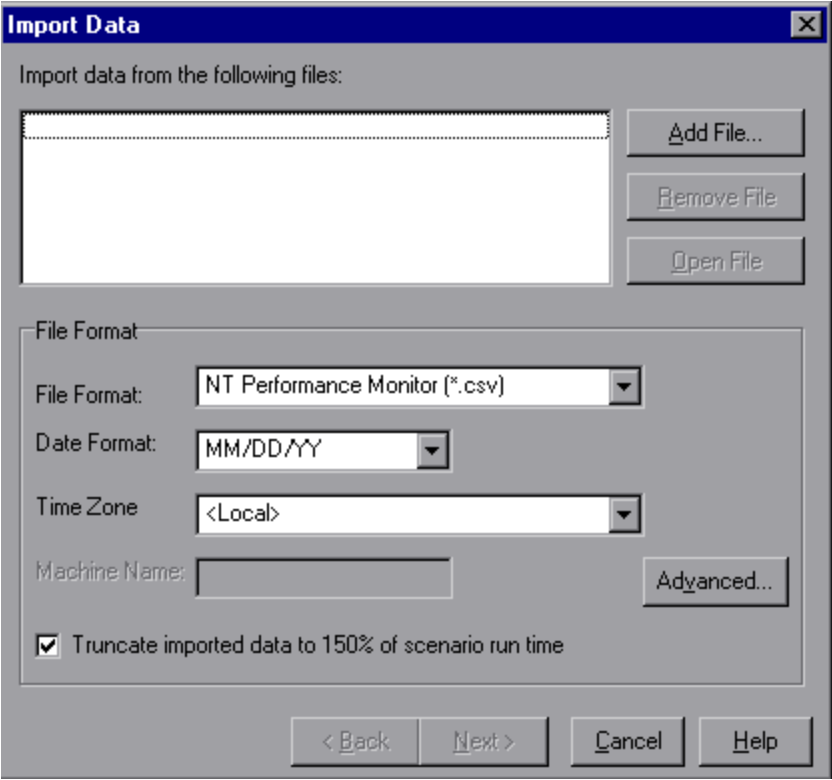 Import Data
Import data from the following files:
Add File...
Remove File
Open File
File Format
File Format:
NT Performance Monitor (*.csv)
Date Format:
MM/DD/YY
Time Zone
<Local>
Machine Name:
Advanced...
Truncate imported data to 150% of scenario run time
< Back
Next >
Cancel
Help